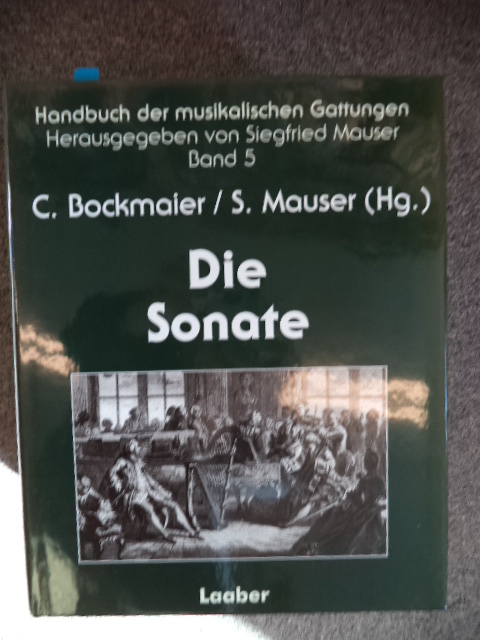 Handbuch der musikalischen Gattungen
Herausgegeben von Siegfried Mauser
Band 5
C. Bockmaier / S. Mauser (Hg.)
Die
Sonate
Laaber